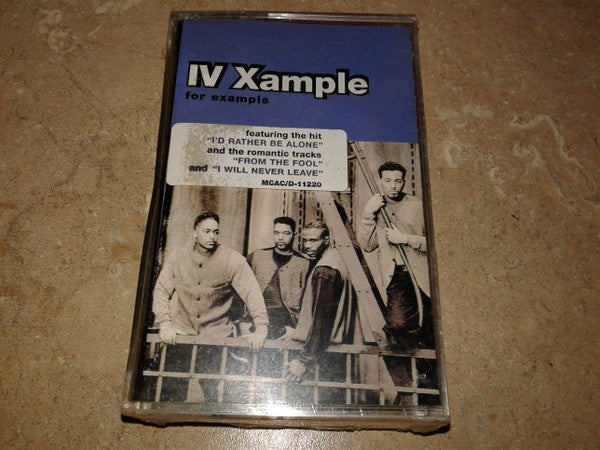 IV Xample
for example
featuring the hit
"I'D RATHER BE ALONE"
and the romantic tracks
"FROM THE FOOL"
and "I WILL NEVER LEAVE"
MCAC/D-11220